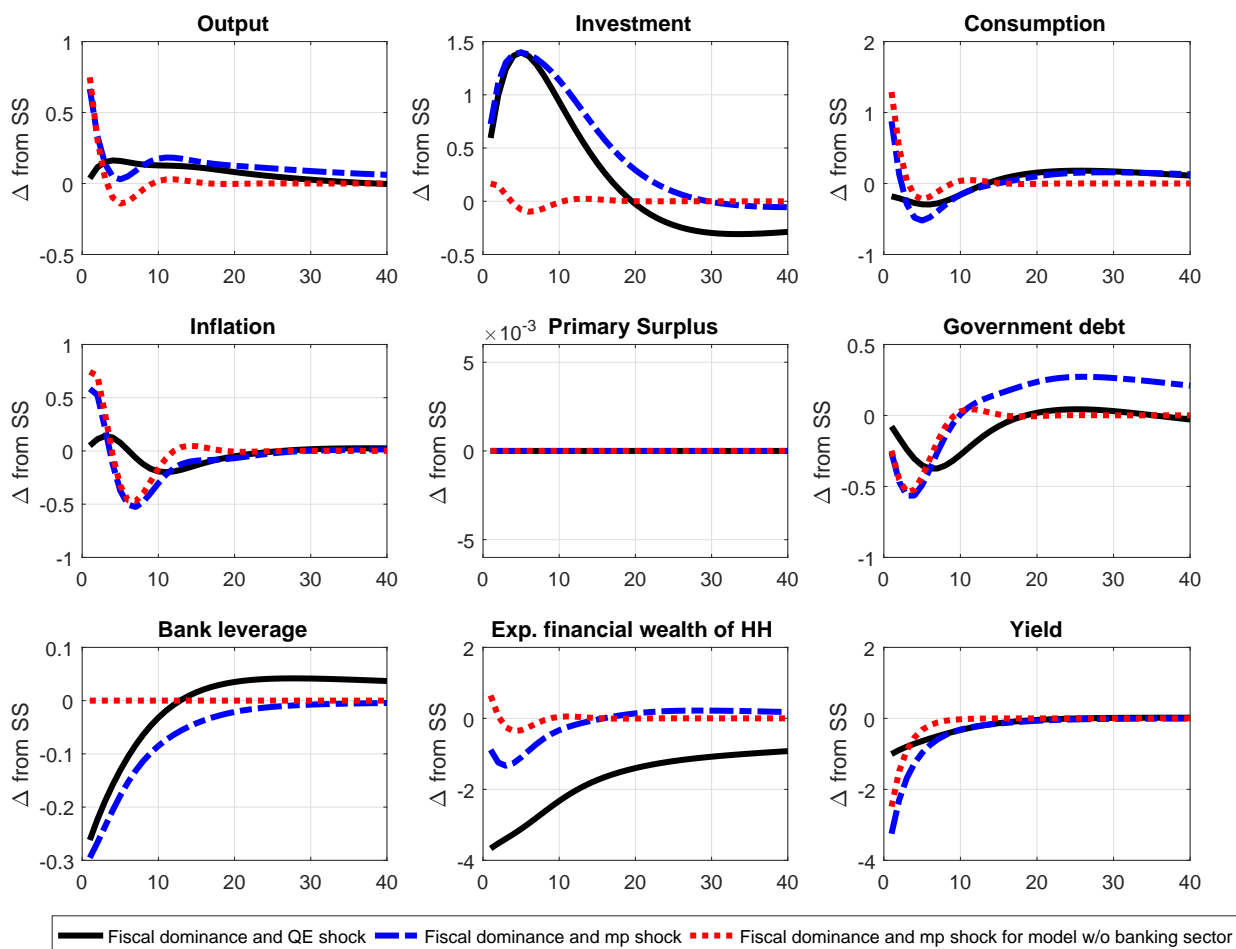 Output
Δ from SS
1
0.5
0
-0.5
0 10 20 30 40
Investment
Δ from SS
1.5
1
0.5
0
-0.5
0 10 20 30 40
Consumption
Δ from SS
2
1
0
-1
0 10 20 30 40
Inflation
Δ from SS
1
0.5
0
-0.5
-1
0 10 20 30 40
×10⁻³ Primary Surplus
Δ from SS
5
0
-5
0 10 20 30 40
Government debt
Δ from SS
0.5
0
-0.5
-1
0 10 20 30 40
Bank leverage
Δ from SS
0.1
0
-0.1
-0.2
-0.3
0 10 20 30 40
Exp. financial wealth of HH
Δ from SS
2
0
-2
-4
0 10 20 30 40
Yield
Δ from SS
2
0
-2
-4
0 10 20 30 40
Fiscal dominance and QE shock Fiscal dominance and mp shock Fiscal dominance and mp shock for model w/o banking sector